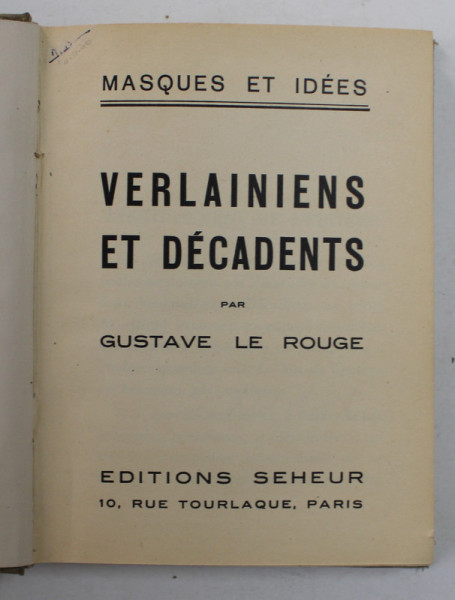 MASQUES ET IDÉES
VERLAINIENS
ET DÉCADENTS
PAR
GUSTAVE LE ROUGE
EDITIONS SEHEUR
10, RUE TOURLAQUE, PARIS